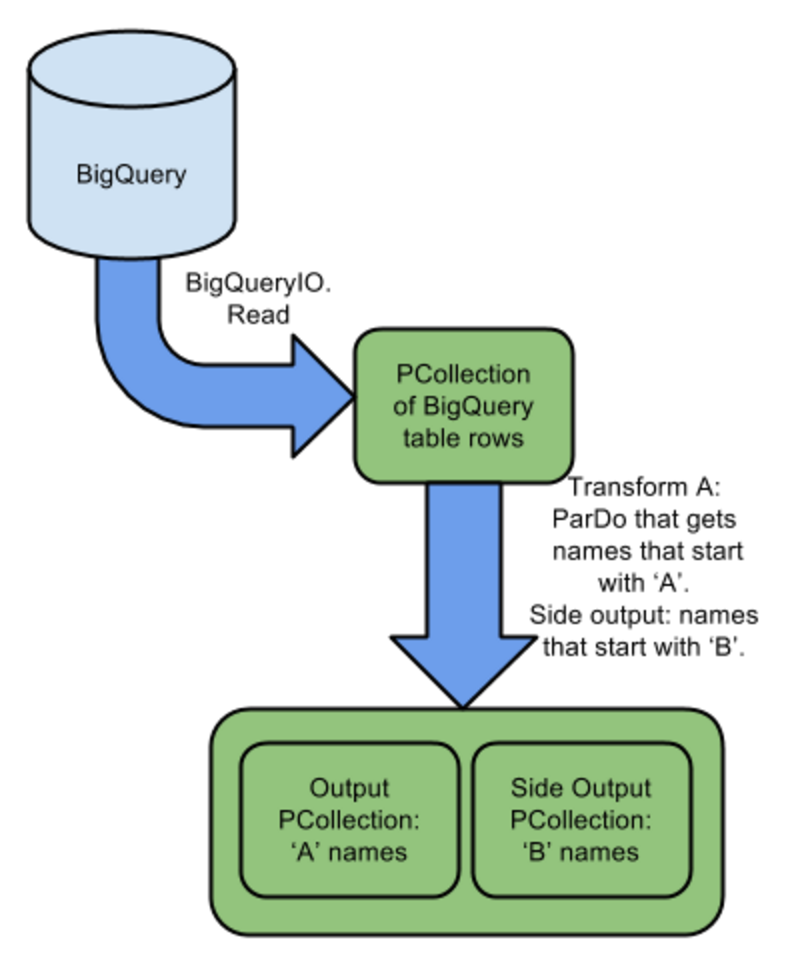 BigQuery
BigQueryIO.
Read
PCollection
of BigQuery
table rows
Transform A:
ParDo that gets
names that start
with ‘A’.
Side output: names
that start with ‘B’.
Output
PCollection:
‘A’ names
Side Output
PCollection:
‘B’ names